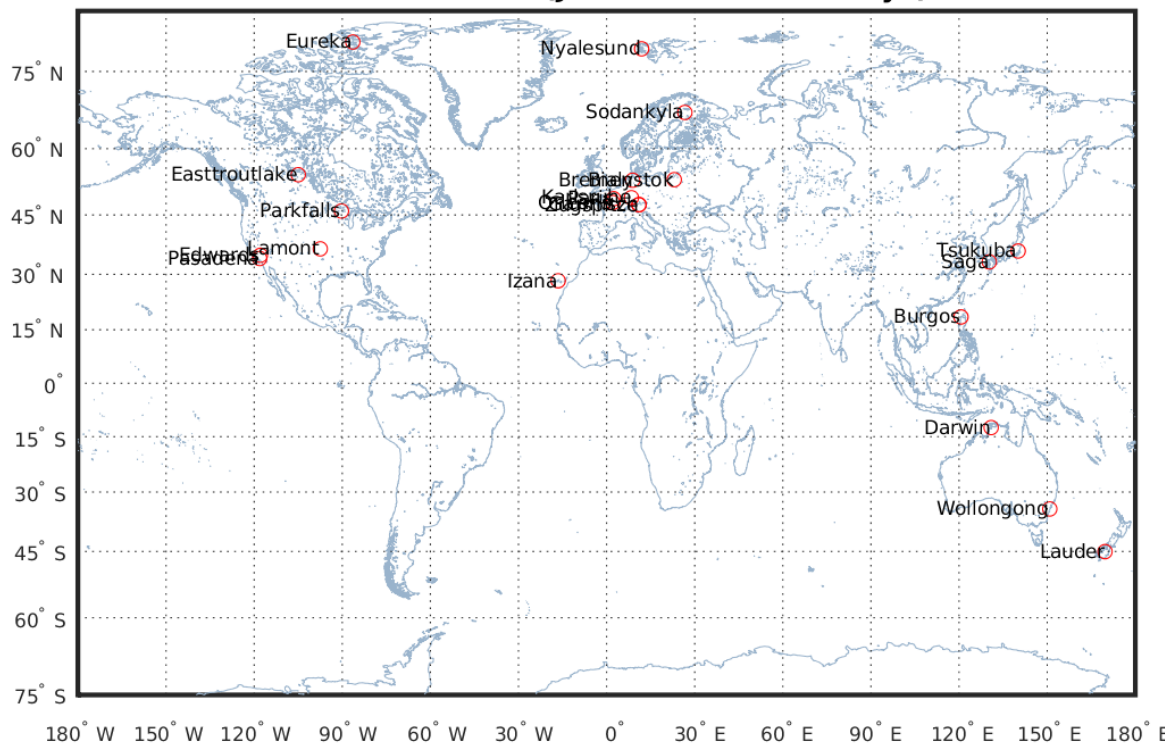 Eureka
Nyalesund
75° N
Sodankyla
60° N
Easttroutlake
Bremen
Bialystok
Parkfalls
45° N
Lamont
Edwards
Pasadena
Tsukuba
Saga
30° N
Izana
Burgos
15° N
0°
Darwin
15° S
30° S
Wollongong
45° S
Lauder
60° S
75° S
180° W 150° W 120° W 90° W 60° W 30° W 0° 30° E 60° E 90° E 120° E 150° E 180° E